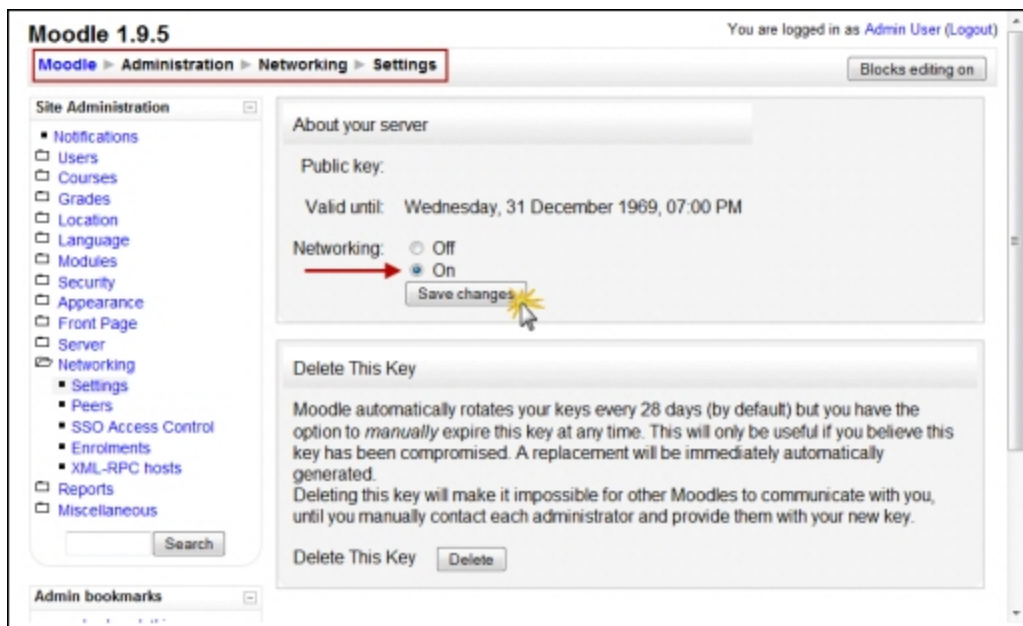 Moodle 1.9.5
You are logged in as Admin User (Logout)
Moodle ► Administration ► Networking ► Settings
Blocks editing on
Site Administration
Notifications
Users
Courses
Grades
Location
Language
Modules
Security
Appearance
Front Page
Server
Networking
Settings
Peers
SSO Access Control
Enrolments
XML-RPC hosts
Reports
Miscellaneous
Search
Admin bookmarks
About your server
Public key:
Valid until: Wednesday, 31 December 1969, 07:00 PM
Networking: Off
On
Save changes
Delete This Key
Moodle automatically rotates your keys every 28 days (by default) but you have the
option to manually expire this key at any time. This will only be useful if you believe this
key has been compromised. A replacement will be immediately automatically
generated.
Deleting this key will make it impossible for other Moodles to communicate with you,
until you manually contact each administrator and provide them with your new key.
Delete This Key Delete